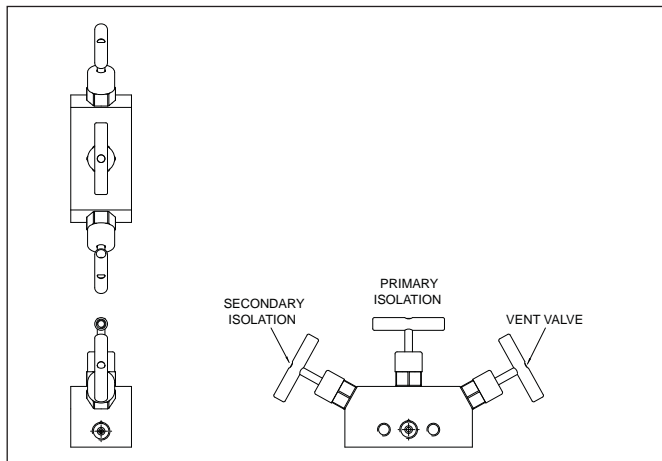 SECONDARY
ISOLATION
PRIMARY
ISOLATION
VENT VALVE